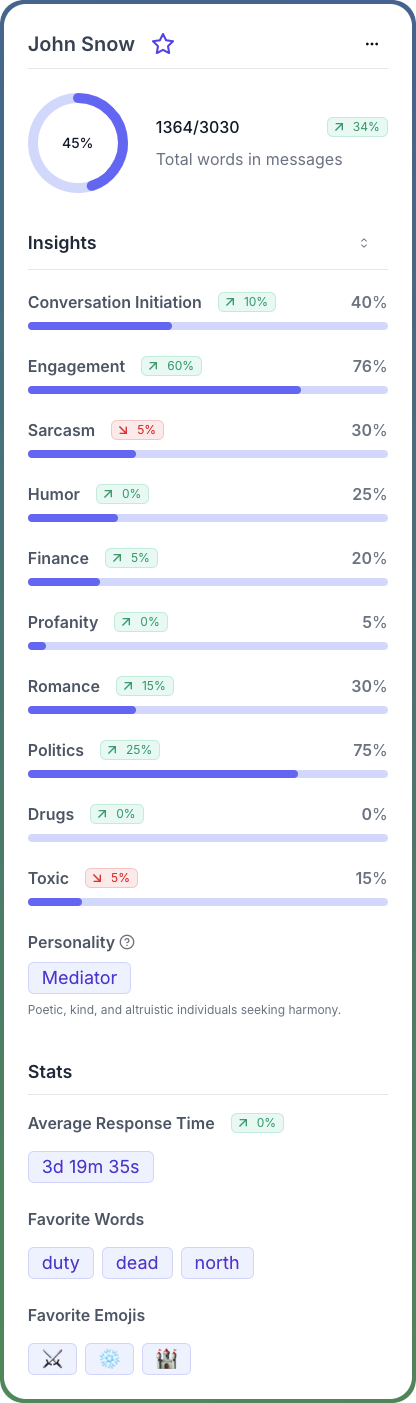 John Snow
45%
1364/3030 34%
Total words in messages
Insights
Conversation Initiation 10% 40%
Engagement 60% 76%
Sarcasm 5% 30%
Humor 0% 25%
Finance 5% 20%
Profanity 0% 5%
Romance 15% 30%
Politics 25% 75%
Drugs 0% 0%
Toxic 5% 15%
Personality
Mediator
Poetic, kind, and altruistic individuals seeking harmony.
Stats
Average Response Time 0%
3d 19m 35s
Favorite Words
duty dead north
Favorite Emojis